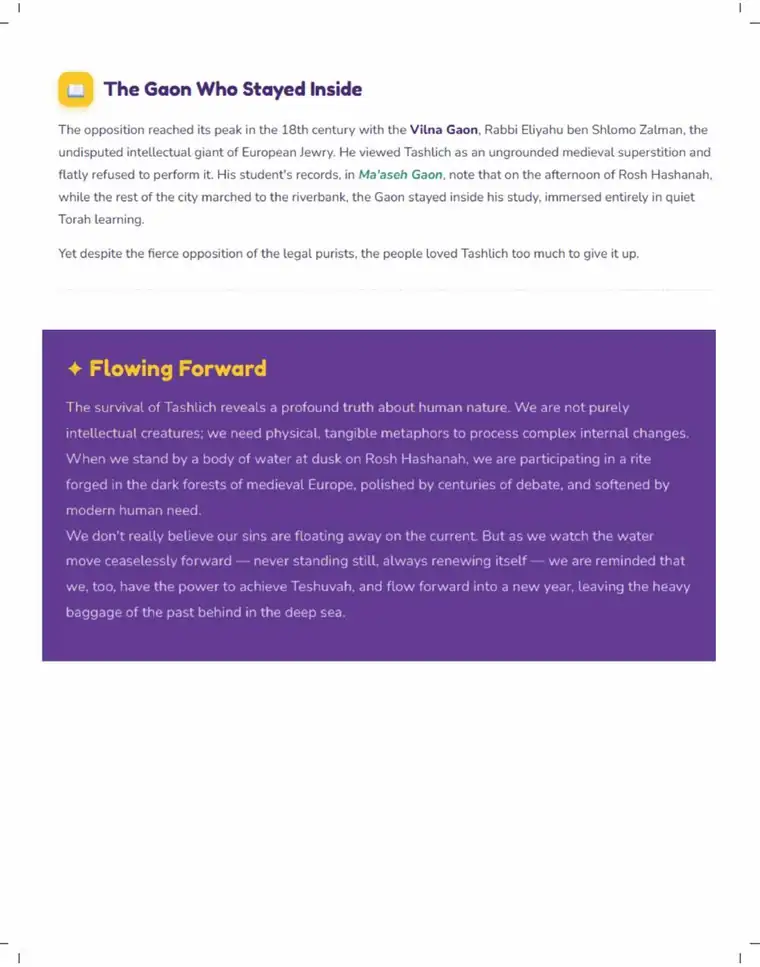 The Gaon Who Stayed Inside
The opposition reached its peak in the 18th century with the Vilna Gaon, Rabbi Eliyahu ben Shlomo Zalman, the
undisputed intellectual giant of European Jewry. He viewed Tashlich as an ungrounded medieval superstition and
flatly refused to perform it. His student's records, in Ma'aseh Gaon, note that on the afternoon of Rosh Hashanah,
while the rest of the city marched to the riverbank, the Gaon stayed inside his study, immersed entirely in quiet
Torah learning.
Yet despite the fierce opposition of the legal purists, the people loved Tashlich too much to give it up.
✦ Flowing Forward
The survival of Tashlich reveals a profound truth about human nature. We are not purely
intellectual creatures; we need physical, tangible metaphors to process complex internal changes.
When we stand by a body of water at dusk on Rosh Hashanah, we are participating in a rite
forged in the dark forests of medieval Europe, polished by centuries of debate, and softened by
modern human need.
We don't really believe our sins are floating away on the current. But as we watch the water
move ceaselessly forward — never standing still, always renewing itself — we are reminded that
we, too, have the power to achieve Teshuvah, and flow forward into a new year, leaving the heavy
baggage of the past behind in the deep sea.